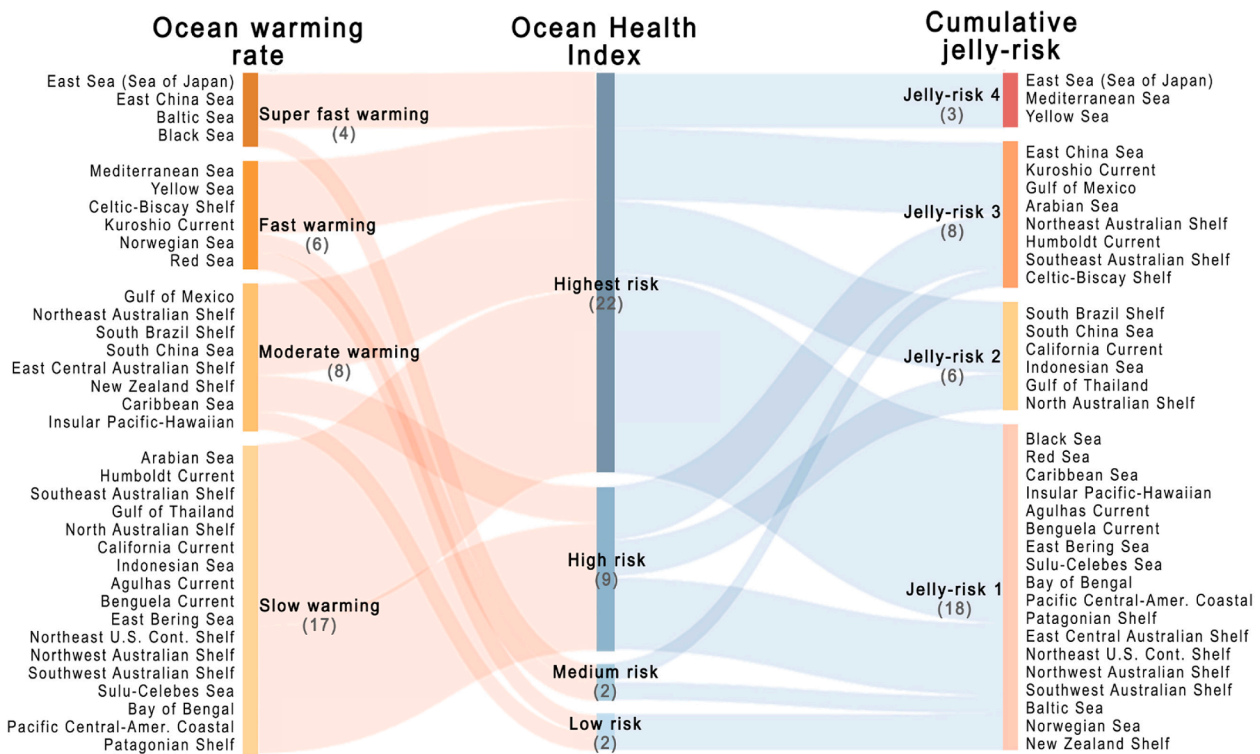 Ocean warming
rate
East Sea (Sea of Japan)
East China Sea
Baltic Sea
Black Sea
Super fast warming
(4)
Mediterranean Sea
Yellow Sea
Celtic-Biscay Shelf
Kuroshio Current
Norwegian Sea
Red Sea
Fast warming
(6)
Gulf of Mexico
Northeast Australian Shelf
South Brazil Shelf
South China Sea
East Central Australian Shelf
New Zealand Shelf
Caribbean Sea
Insular Pacific-Hawaiian
Moderate warming
(8)
Arabian Sea
Humboldt Current
Southeast Australian Shelf
Gulf of Thailand
North Australian Shelf
California Current
Indonesian Sea
Agulhas Current
Benguela Current
East Bering Sea
Northeast U.S. Cont. Shelf
Northwest Australian Shelf
Southwest Australian Shelf
Sulu-Celebes Sea
Bay of Bengal
Pacific Central-Amer. Coastal
Patagonian Shelf
Slow warming
(17)
Ocean Health
Index
Highest risk
(22)
High risk
(9)
Medium risk
(2)
Low risk
(2)
Cumulative
jelly-risk
Jelly-risk 4
(3)
East Sea (Sea of Japan)
Mediterranean Sea
Yellow Sea
Jelly-risk 3
(8)
East China Sea
Kuroshio Current
Gulf of Mexico
Arabian Sea
Northeast Australian Shelf
Humboldt Current
Southeast Australian Shelf
Celtic-Biscay Shelf
Jelly-risk 2
(6)
South Brazil Shelf
South China Sea
California Current
Indonesian Sea
Gulf of Thailand
North Australian Shelf
Jelly-risk 1
(18)
Black Sea
Red Sea
Caribbean Sea
Insular Pacific-Hawaiian
Agulhas Current
Benguela Current
East Bering Sea
Sulu-Celebes Sea
Bay of Bengal
Pacific Central-Amer. Coastal
Patagonian Shelf
East Central Australian Shelf
Northeast U.S. Cont. Shelf
Northwest Australian Shelf
Southwest Australian Shelf
Baltic Sea
Norwegian Sea
New Zealand Shelf